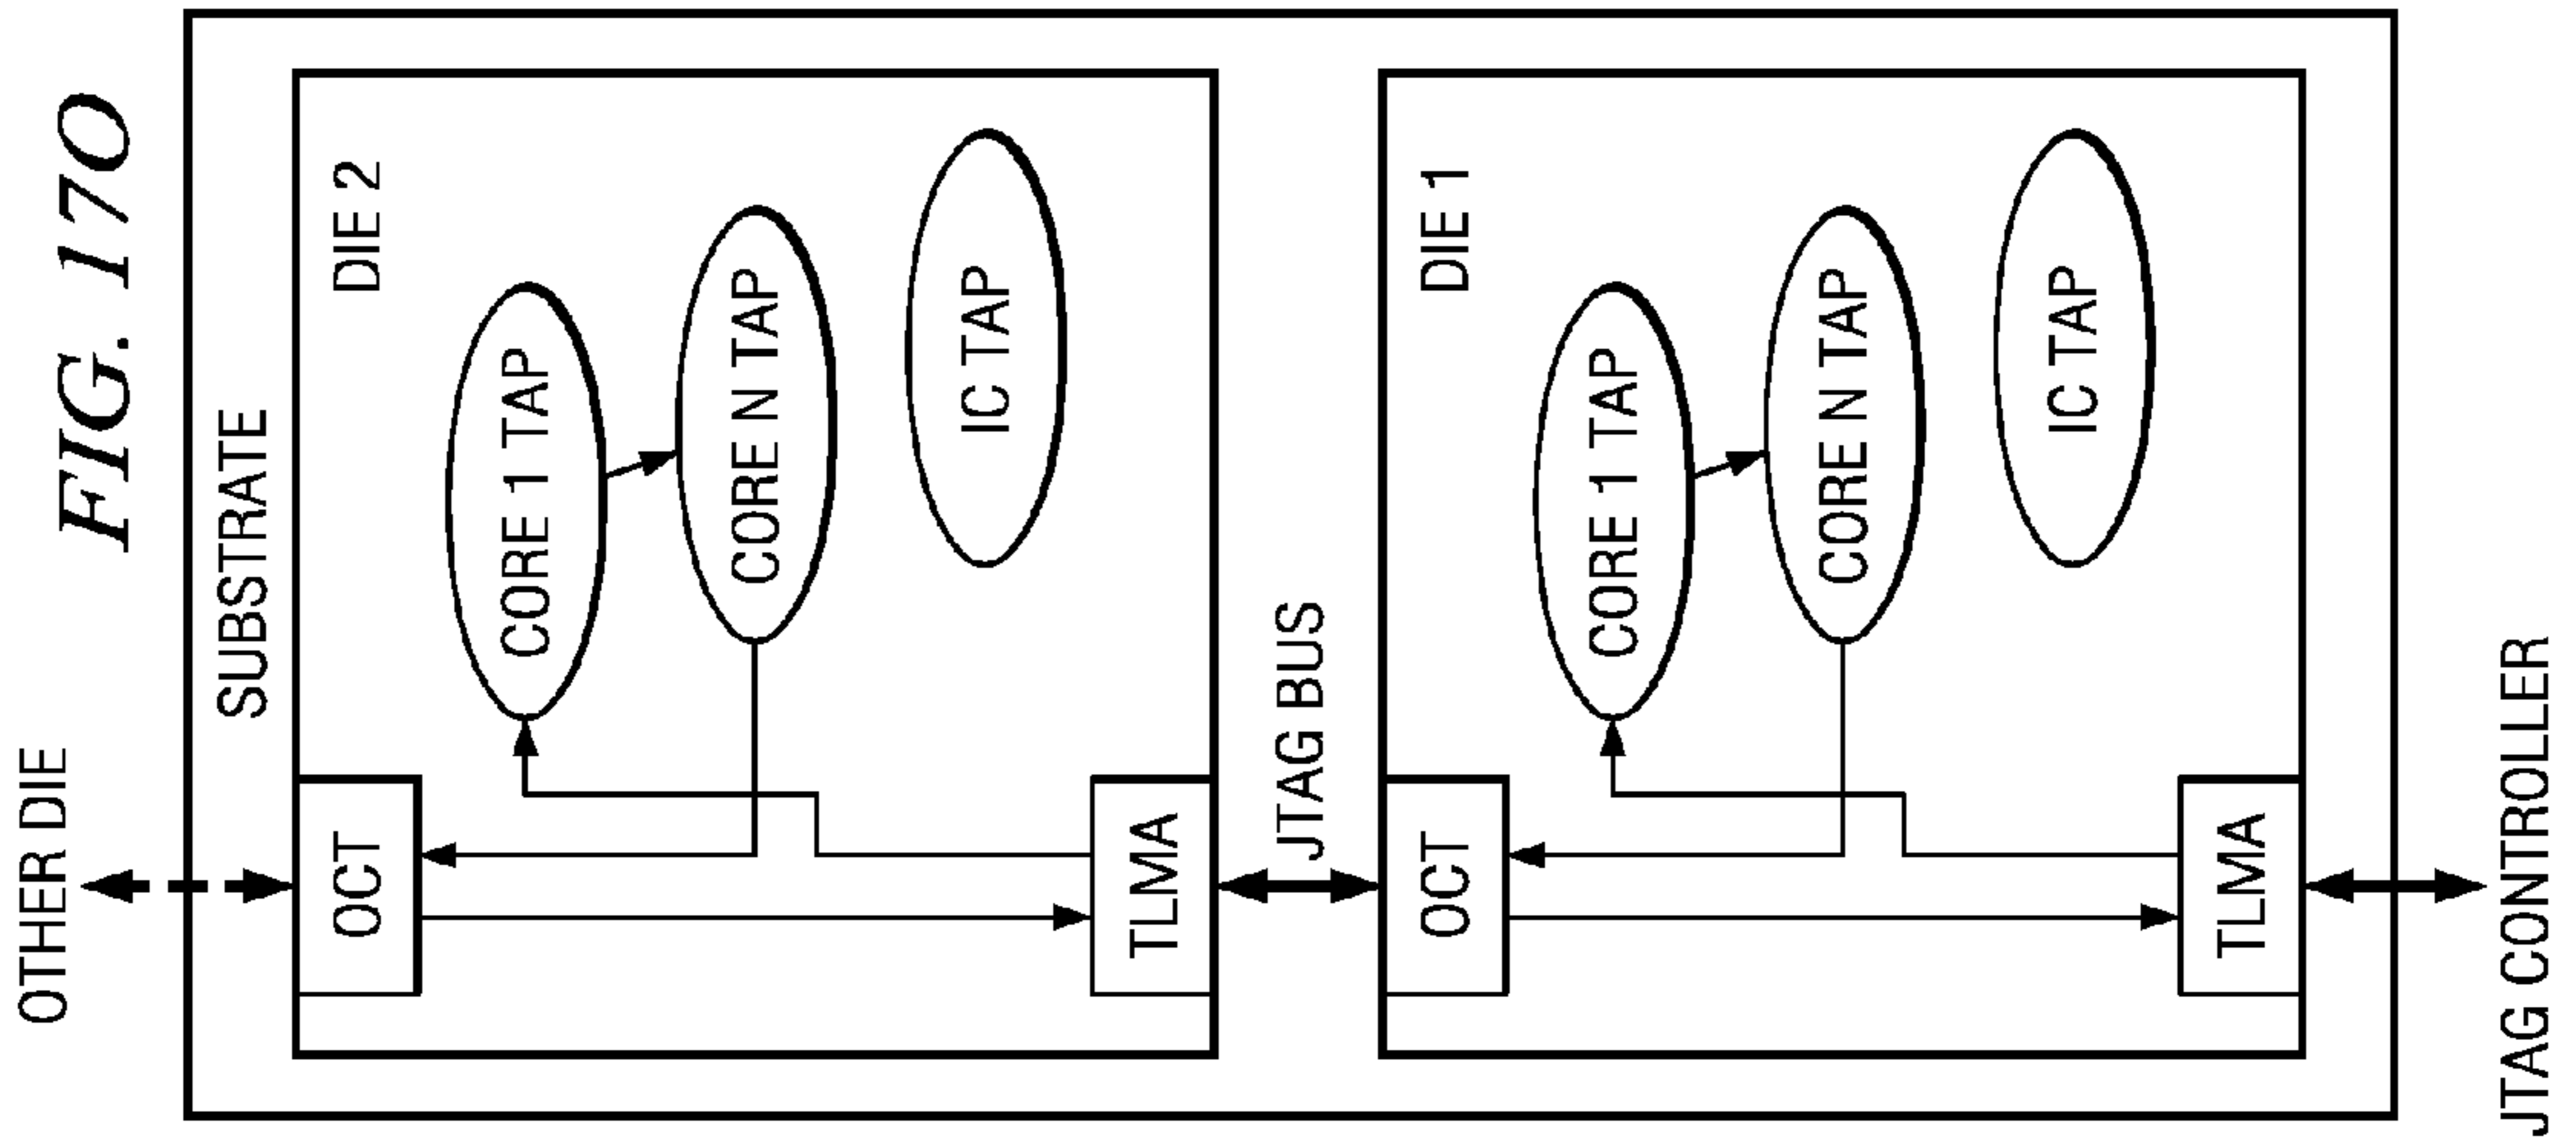 FIG. 17O
OTHER DIE
SUBSTRATE
DIE 2
OCT
CORE 1 TAP
CORE N TAP
IC TAP
TLMA
JTAG BUS
DIE 1
OCT
CORE 1 TAP
CORE N TAP
IC TAP
TLMA
JTAG CONTROLLER